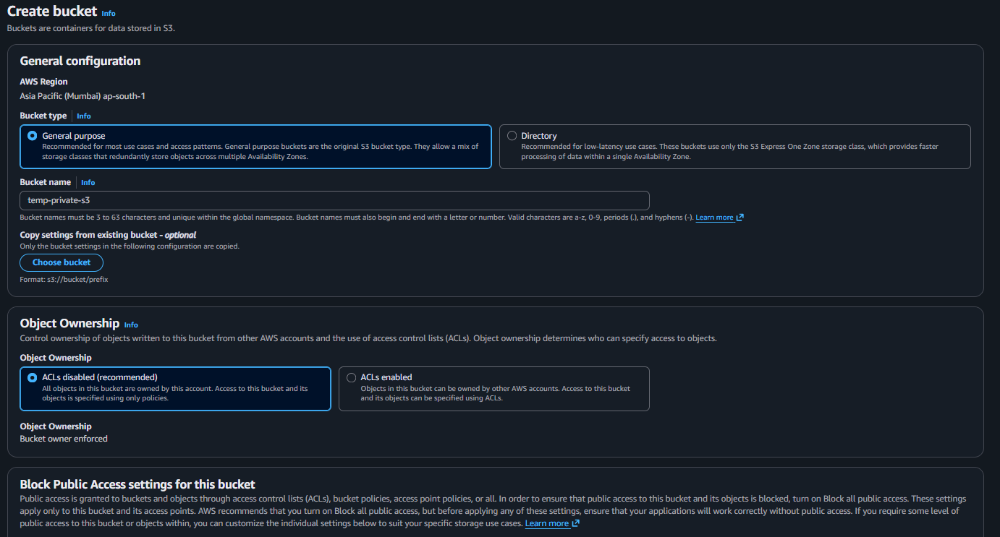 Create bucket Info
Buckets are containers for data stored in S3.
General configuration
AWS Region
Asia Pacific (Mumbai) ap-south-1
Bucket type Info
General purpose
Recommended for most use cases and access patterns. General purpose buckets are the original S3 bucket type. They allow a mix of
storage classes that redundantly store objects across multiple Availability Zones.
Directory
Recommended for low-latency use cases. These buckets use only the S3 Express One Zone storage class, which provides faster
processing of data within a single Availability Zone.
Bucket name Info
temp-private-s3
Bucket names must be 3 to 63 characters and unique within the global namespace. Bucket names must also begin and end with a letter or number. Valid characters are a-z, 0-9, periods (.), and hyphens (-). Learn more
Copy settings from existing bucket - optional
Only the bucket settings in the following configuration are copied.
Choose bucket
Format: s3://bucket/prefix
Object Ownership Info
Control ownership of objects written to this bucket from other AWS accounts and the use of access control lists (ACLs). Object ownership determines who can specify access to objects.
Object Ownership
ACLs disabled (recommended)
All objects in this bucket are owned by this account. Access to this bucket and its
objects is specified using only policies.
ACLs enabled
Objects in this bucket can be owned by other AWS accounts. Access to this bucket
and its objects can be specified using ACLs.
Object Ownership
Bucket owner enforced
Block Public Access settings for this bucket
Public access is granted to buckets and objects through access control lists (ACLs), bucket policies, access point policies, or all. In order to ensure that public access to this bucket and its objects is blocked, turn on Block all public access. These settings
apply only to this bucket and its access points. AWS recommends that you turn on Block all public access, but before applying any of these settings, ensure that your applications will work correctly without public access. If you require some level of
public access to this bucket or objects within, you can customize the individual settings below to suit your specific storage use cases. Learn more